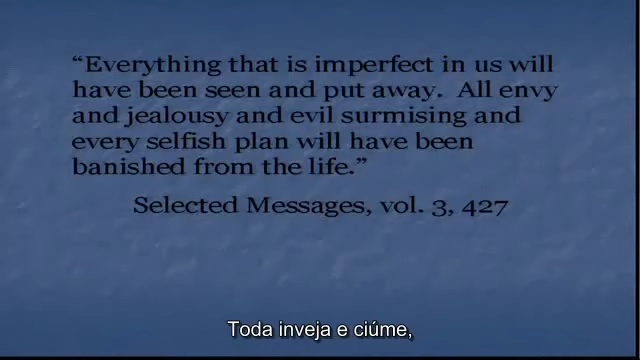 “Everything that is imperfect in us will
have been seen and put away.  All envy
and jealousy and evil surmising and
every selfish plan will have been
banished from the life.”
Selected Messages, vol. 3, 427
Toda inveja e ciúme,